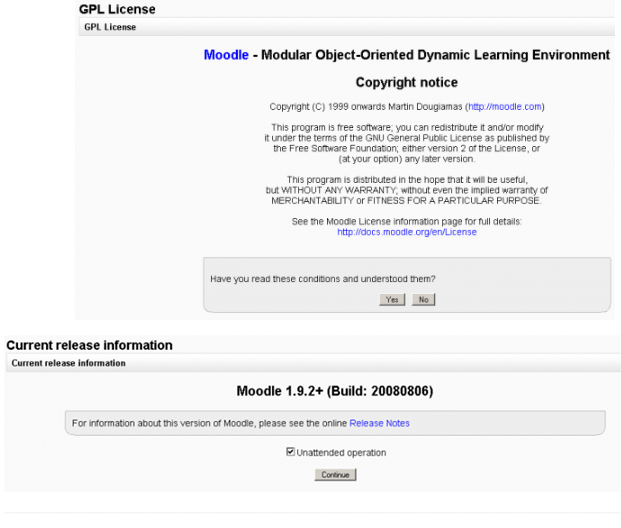 GPL License
GPL License
Moodle - Modular Object-Oriented Dynamic Learning Environment
Copyright notice
Copyright (C) 1999 onwards Martin Dougiamas (http://moodle.com)
This program is free software; you can redistribute it and/or modify
it under the terms of the GNU General Public License as published by
the Free Software Foundation; either version 2 of the License, or
(at your option) any later version.
This program is distributed in the hope that it will be useful,
but WITHOUT ANY WARRANTY; without even the implied warranty of
MERCHANTABILITY or FITNESS FOR A PARTICULAR PURPOSE.
See the Moodle License information page for full details:
http://docs.moodle.org/en/License
Have you read these conditions and understood them?
Yes No
Current release information
Current release information
Moodle 1.9.2+ (Build: 20080806)
For information about this version of Moodle, please see the online Release Notes
Unattended operation
Continue